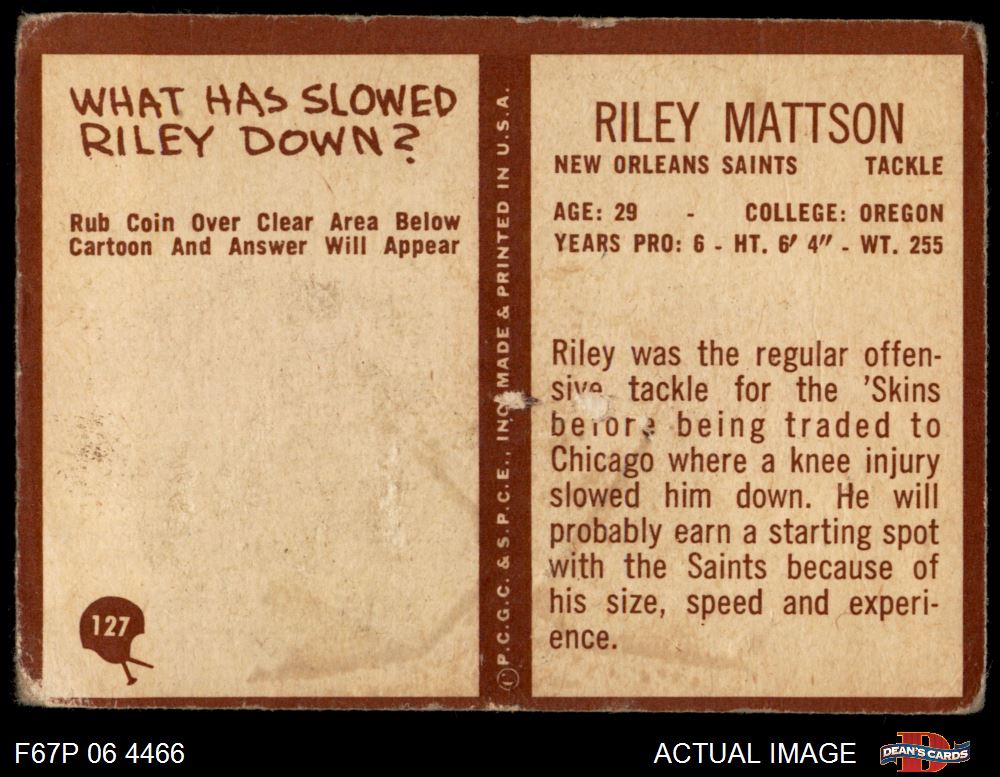 WHAT HAS SLOWED
RILEY DOWN?
Rub Coin Over Clear Area Below
Cartoon And Answer Will Appear
127
© P.C.G.C. & S.P.C.E., INC. MADE & PRINTED IN U.S.A.
RILEY MATTSON
NEW ORLEANS SAINTS TACKLE
AGE: 29 - COLLEGE: OREGON
YEARS PRO: 6 - HT. 6' 4" - WT. 255
Riley was the regular offen-
sive tackle for the 'Skins
before being traded to
Chicago where a knee injury
slowed him down. He will
probably earn a starting spot
with the Saints because of
his size, speed and experi-
ence.
F67P 06 4466
ACTUAL IMAGE
D
DEAN'S CARDS